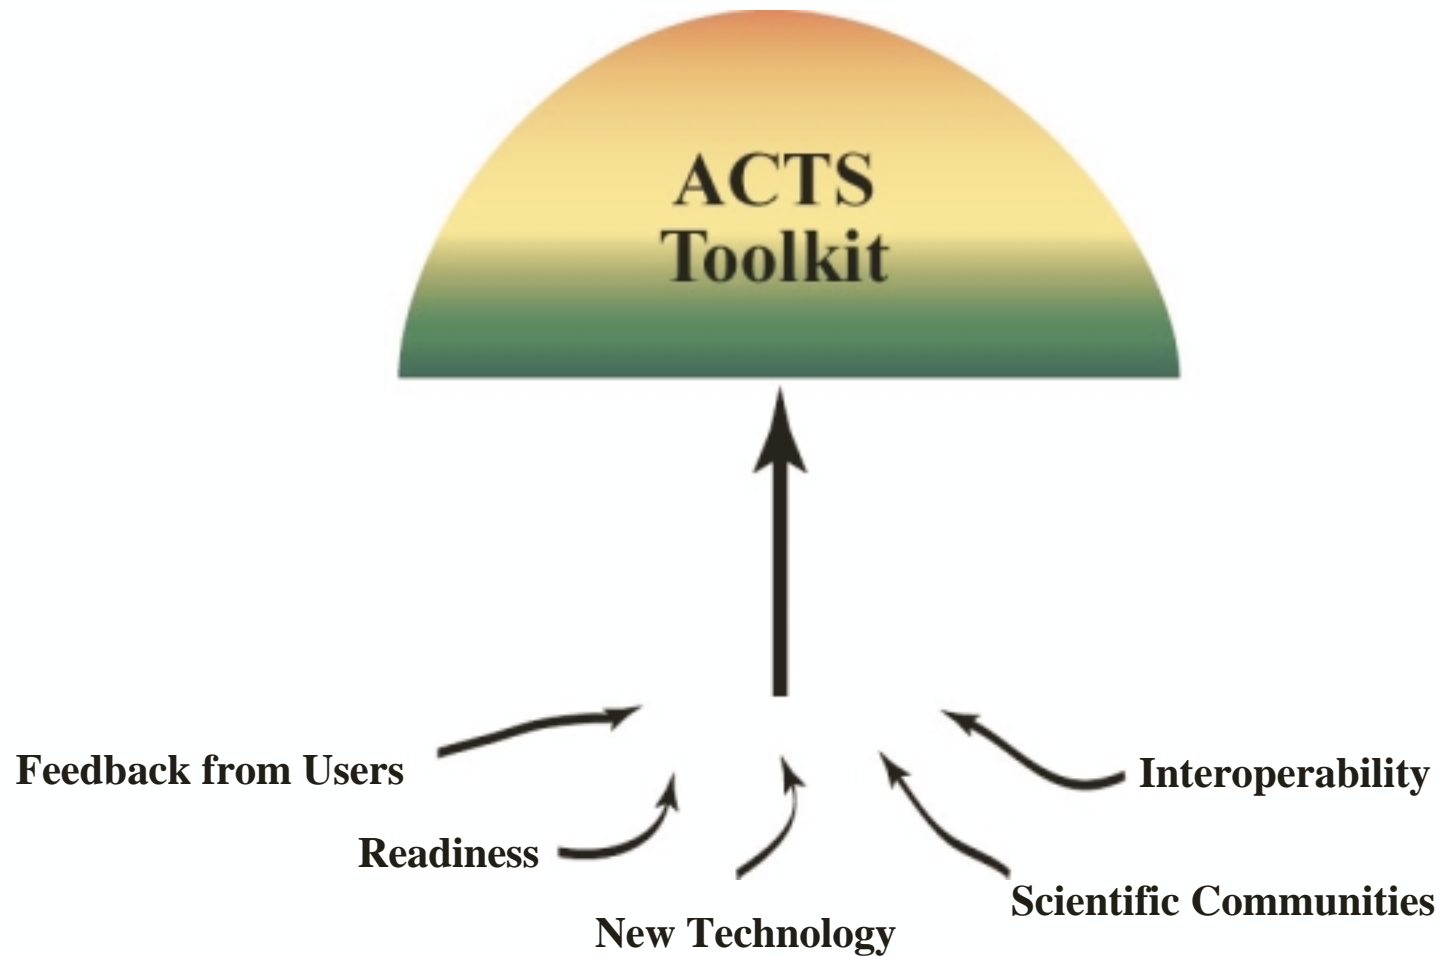 ACTS
Toolkit
Feedback from Users
Interoperability
Readiness
Scientific Communities
New Technology